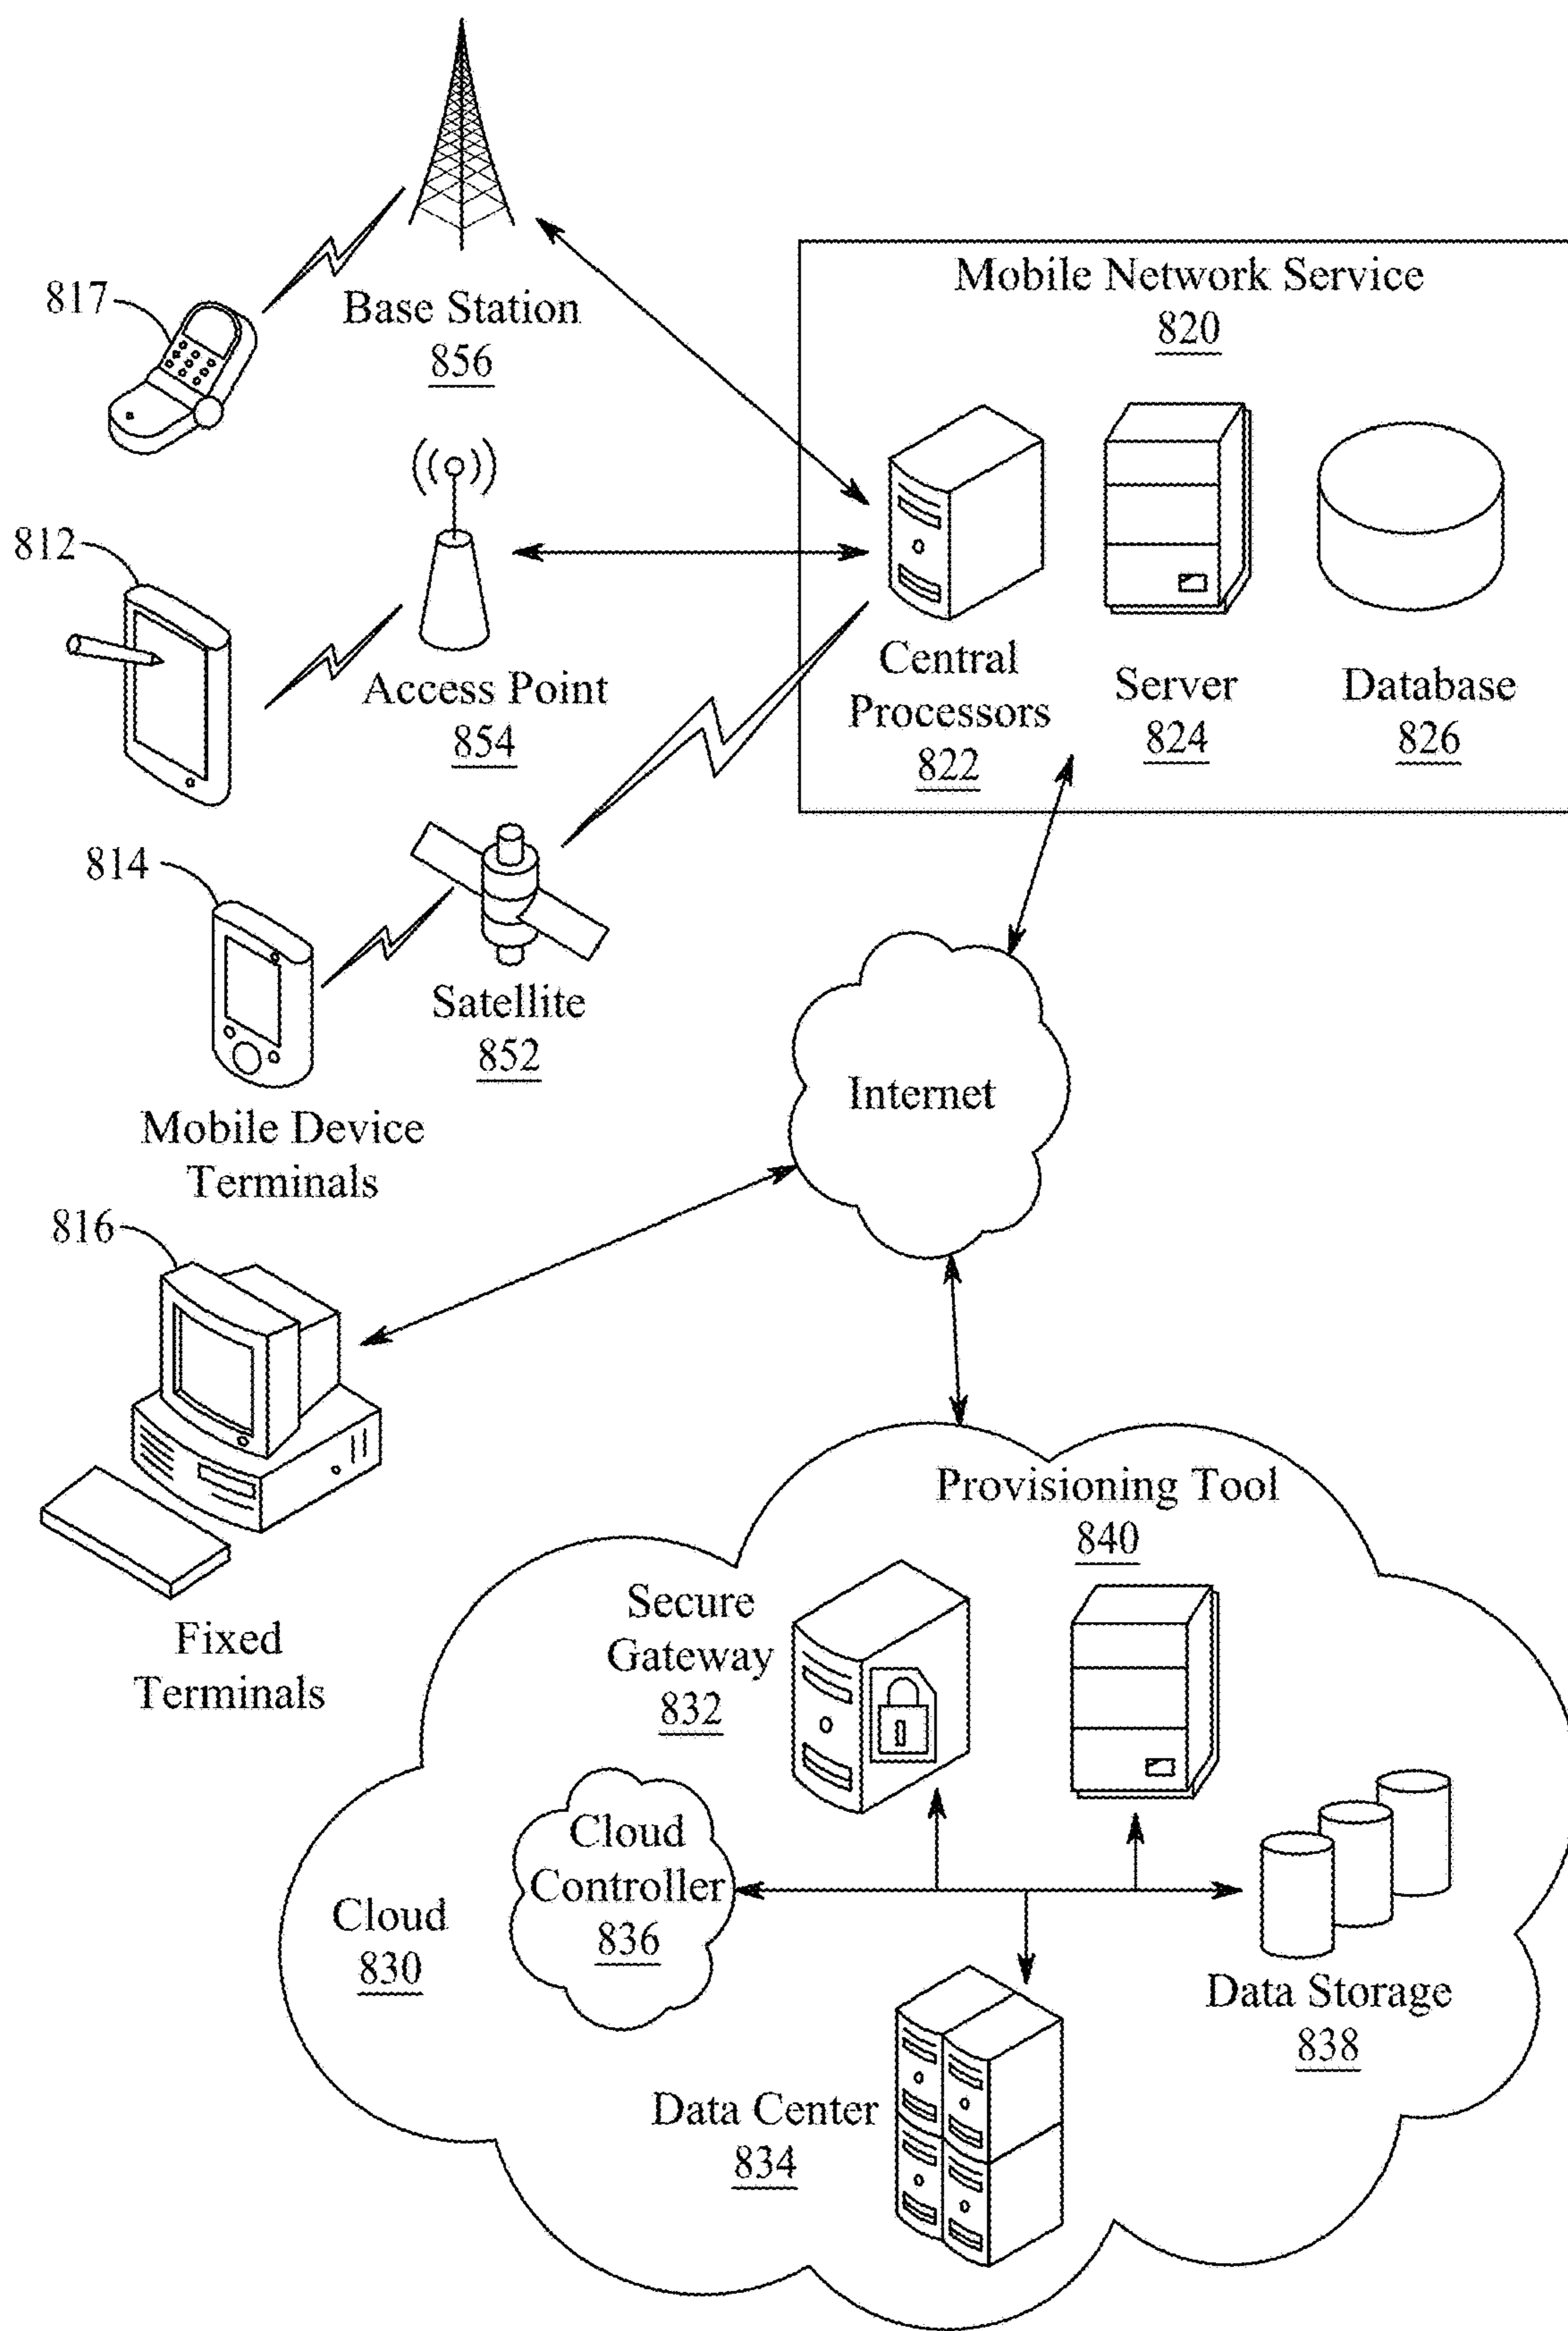 817
Base Station
856
Mobile Network Service
820
812
Access Point
854
Central
Processors
822
Server
824
Database
826
814
Satellite
852
Mobile Device
Terminals
Internet
816
Fixed
Terminals
Provisioning Tool
840
Secure
Gateway
832
Cloud
Controller
836
Cloud
830
Data Storage
838
Data Center
834